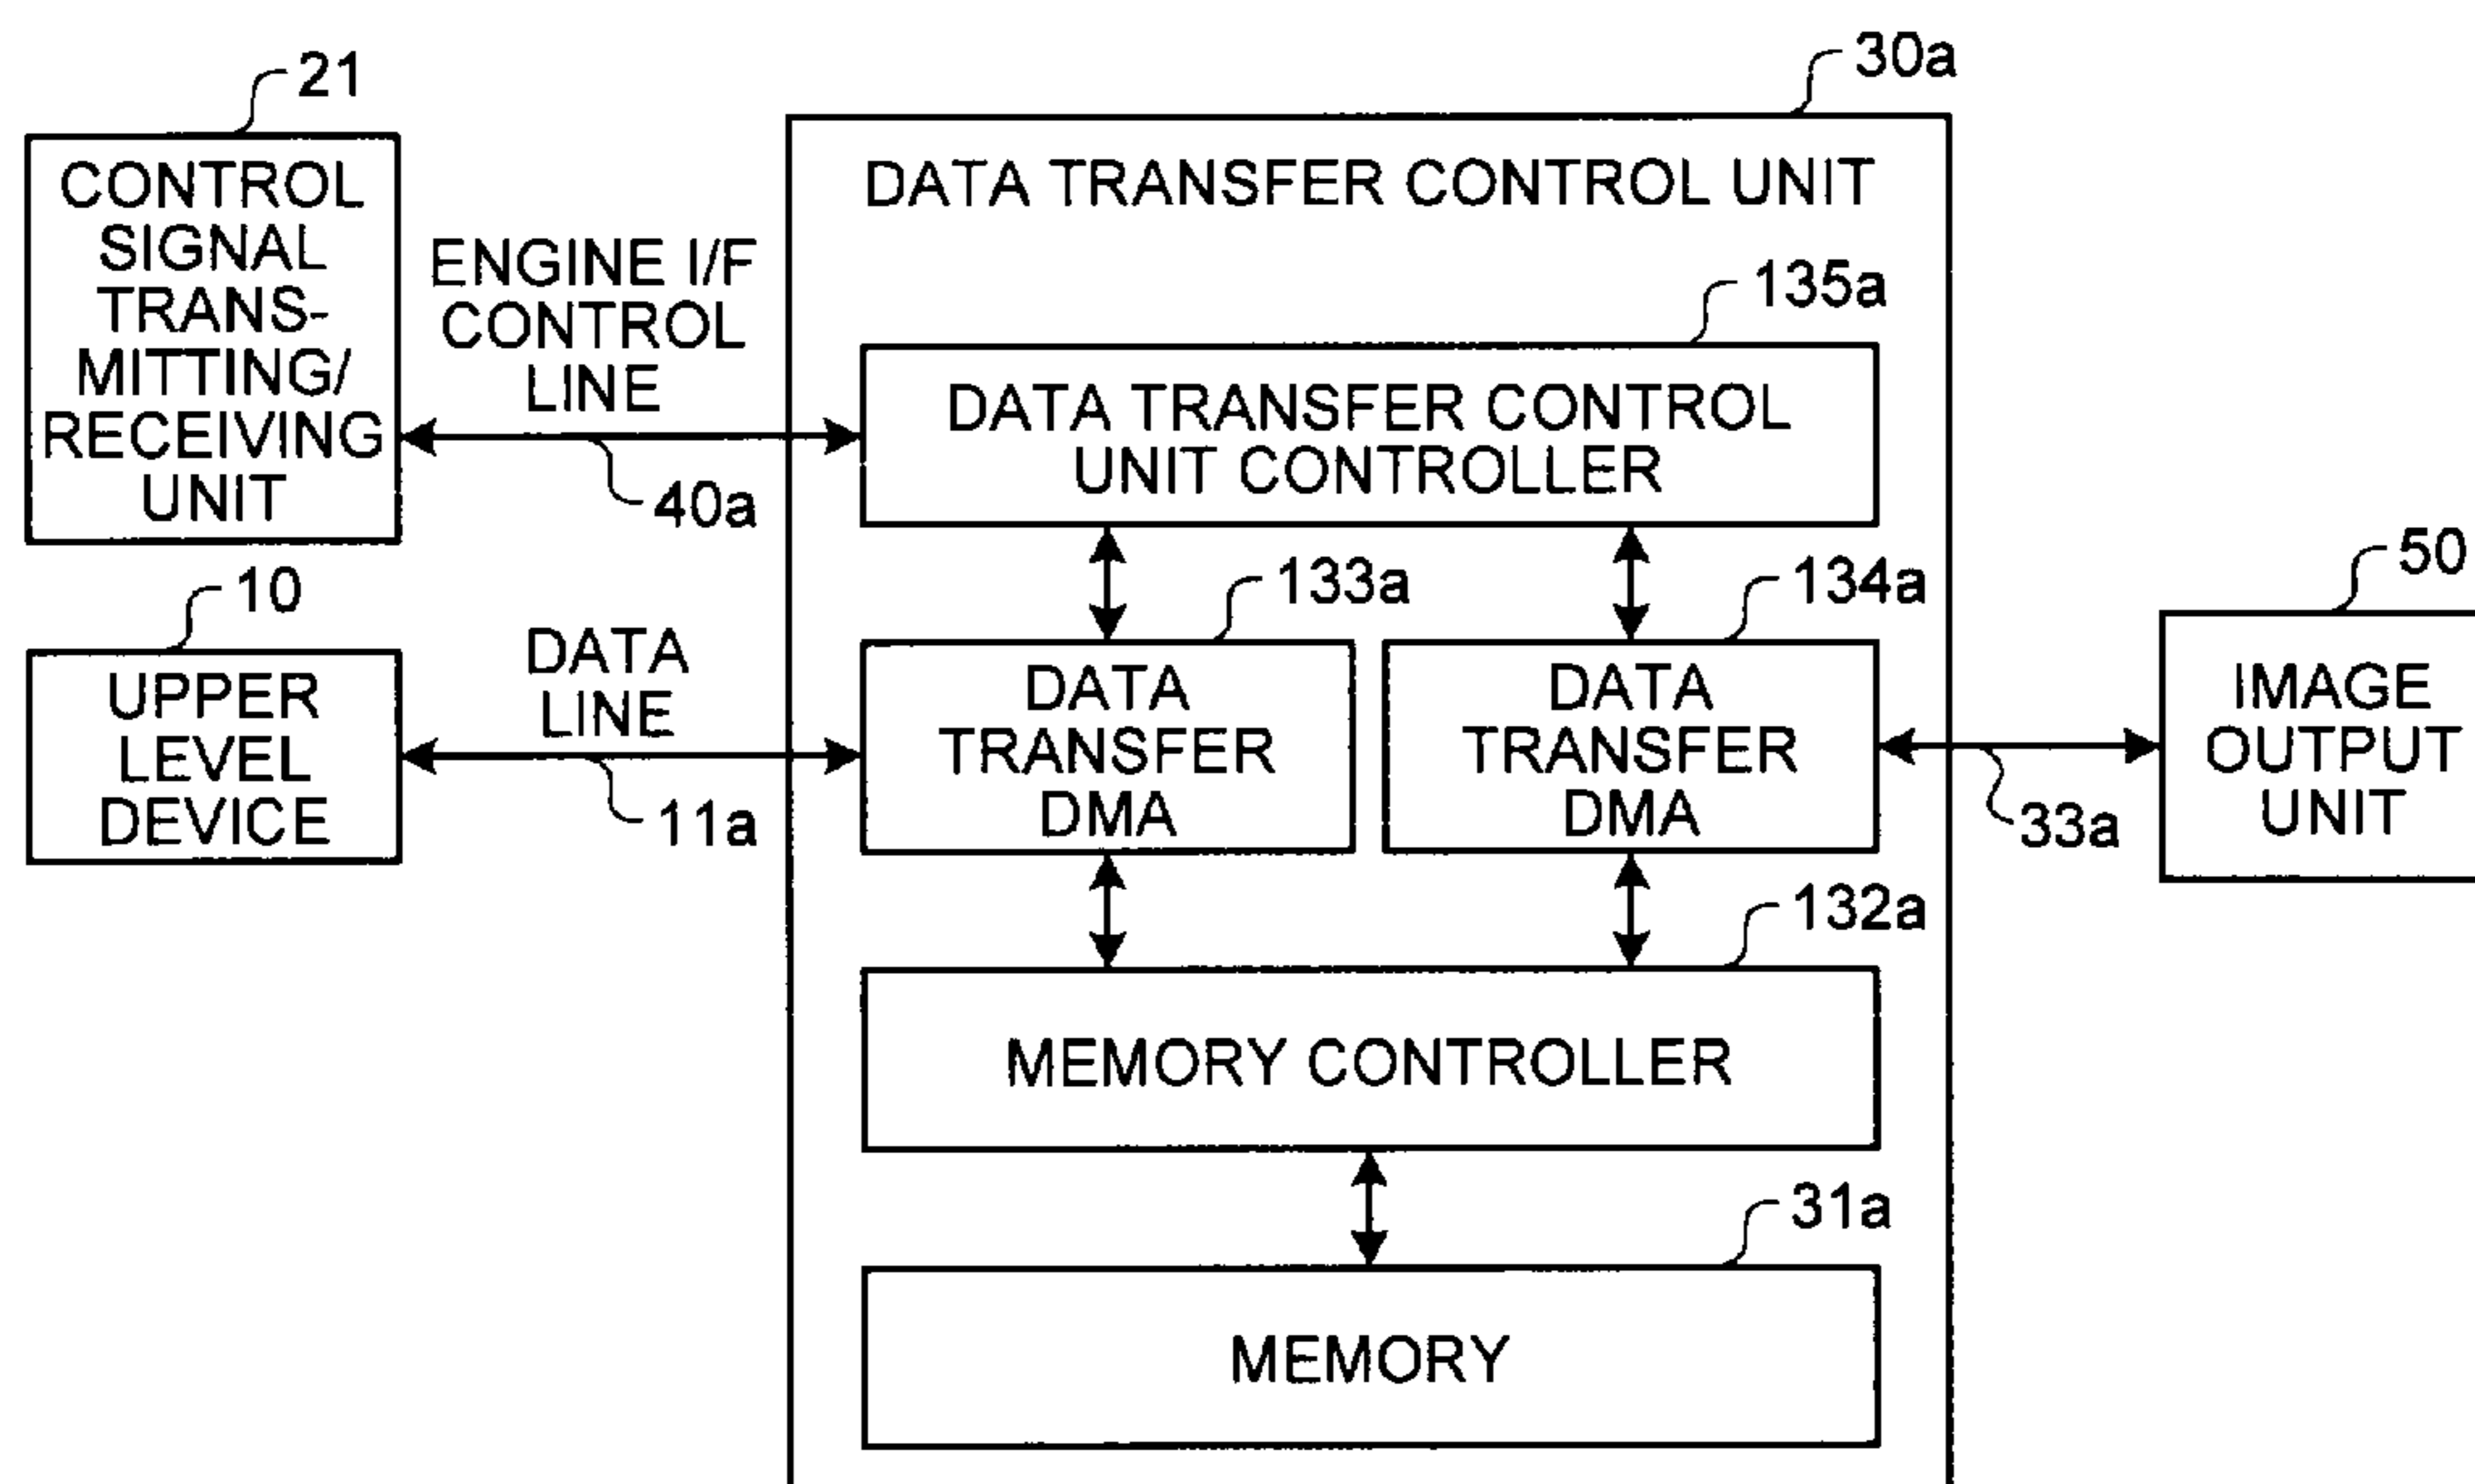 30a
21
DATA TRANSFER CONTROL UNIT
CONTROL
SIGNAL
TRANS-
MITTING/
RECEIVING
UNIT
ENGINE I/F
CONTROL
LINE
40a
135a
DATA TRANSFER CONTROL
UNIT CONTROLLER
10
UPPER
LEVEL
DEVICE
DATA
LINE
11a
133a
DATA
TRANSFER
DMA
134a
DATA
TRANSFER
DMA
33a
50
IMAGE
OUTPUT
UNIT
132a
MEMORY CONTROLLER
31a
MEMORY